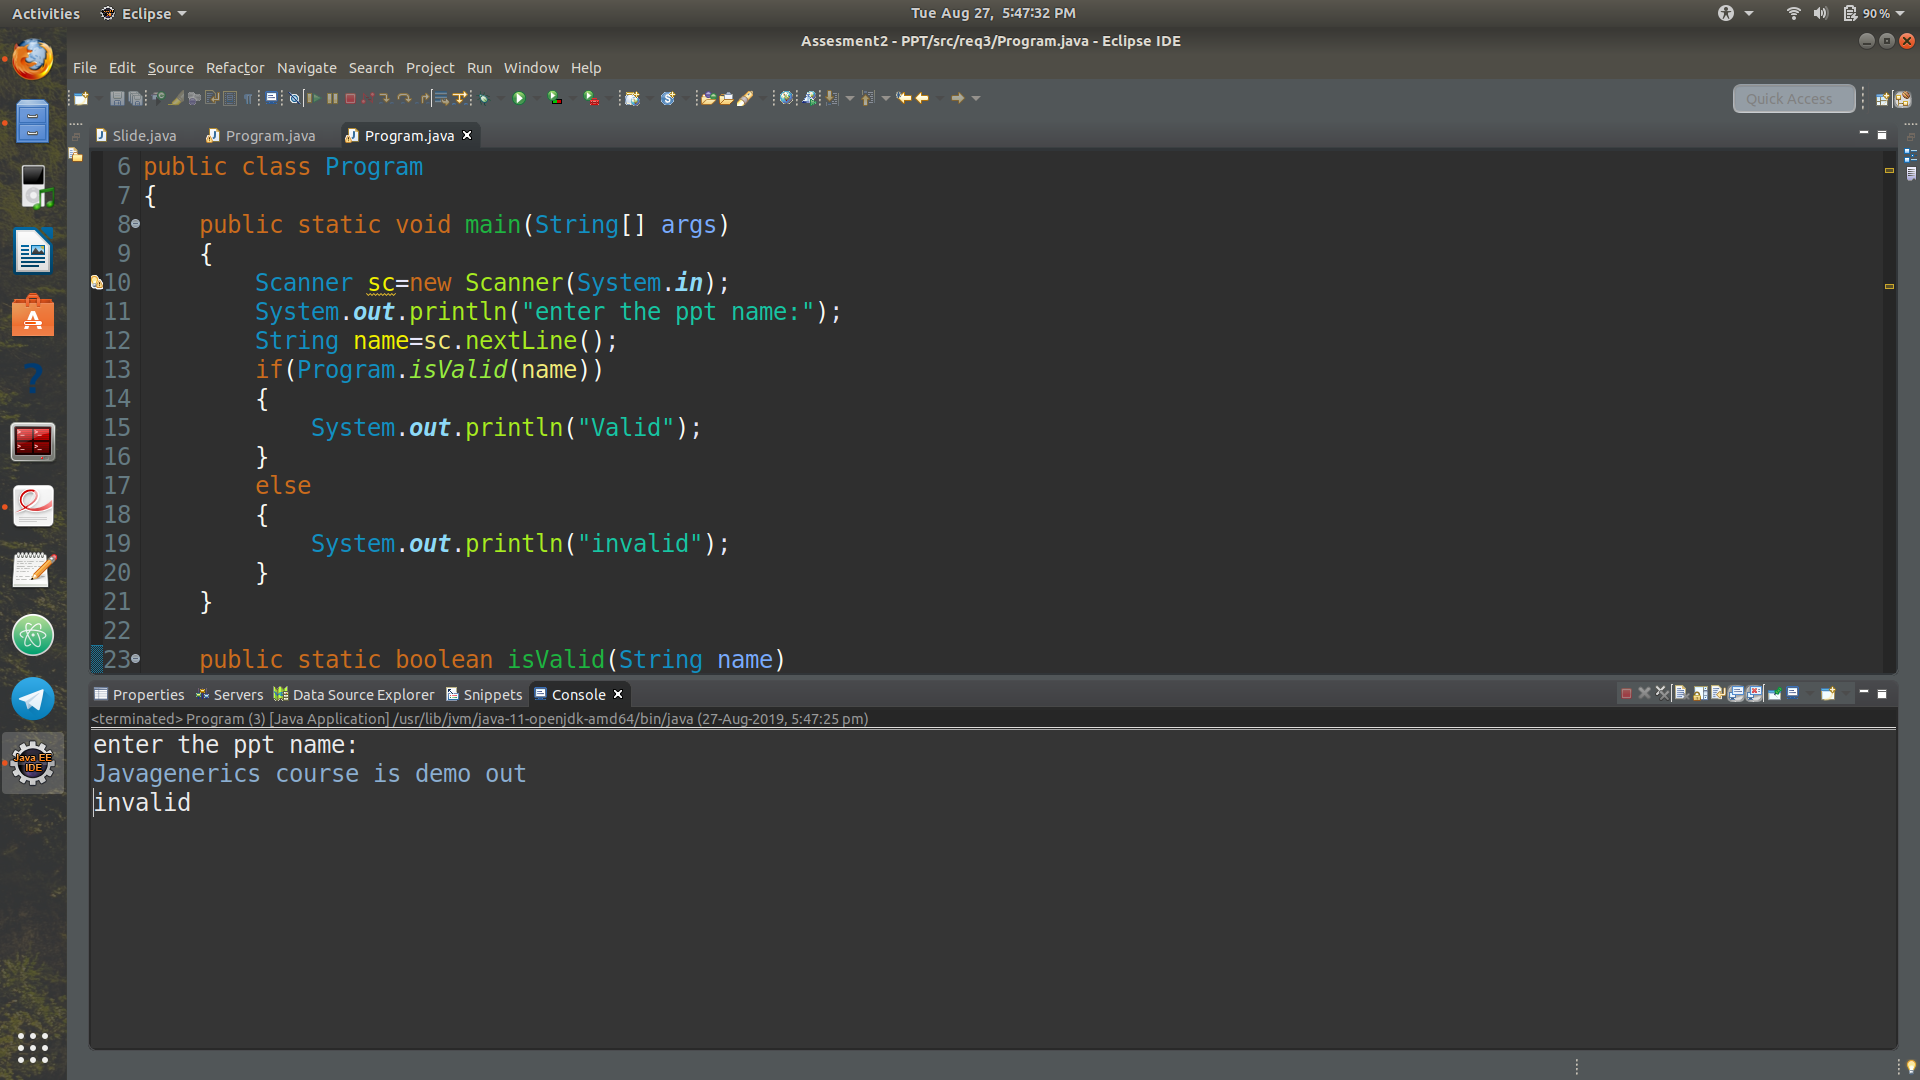 Activities Eclipse Tue Aug 27, 5:47:32 PM 90 %
Assesment2 - PPT/src/req3/Program.java - Eclipse IDE
File Edit Source Refactor Navigate Search Project Run Window Help
Quick Access
Slide.java Program.java Program.java
6 public class Program
7 {
8 public static void main(String[] args)
9 {
10 Scanner sc=new Scanner(System.in);
11 System.out.println("enter the ppt name:");
12 String name=sc.nextLine();
13 if(Program.isValid(name))
14 {
15 System.out.println("Valid");
16 }
17 else
18 {
19 System.out.println("invalid");
20 }
21 }
22
23 public static boolean isValid(String name)
Properties Servers Data Source Explorer Snippets Console
<terminated> Program (3) [Java Application] /usr/lib/jvm/java-11-openjdk-amd64/bin/java (27-Aug-2019, 5:47:25 pm)
enter the ppt name:
Javagenerics course is demo out
invalid
Java EE
IDE